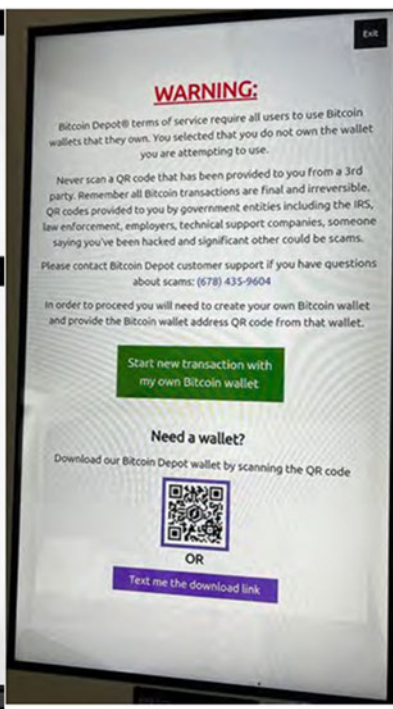 Exit
WARNING:
Bitcoin Depot® terms of service require all users to use Bitcoin
wallets that they own. You selected that you do not own the wallet
you are attempting to use.
Never scan a QR code that has been provided to you from a 3rd
party. Remember all Bitcoin transactions are final and irreversible.
QR codes provided to you by government entities including the IRS,
law enforcement, employers, technical support companies, someone
saying you've been hacked and significant other could be scams.
Please contact Bitcoin Depot customer support if you have questions
about scams: (678) 435-9604
In order to proceed you will need to create your own Bitcoin wallet
and provide the Bitcoin wallet address QR code from that wallet.
Start new transaction with
my own Bitcoin wallet
Need a wallet?
Download our Bitcoin Depot wallet by scanning the QR code
OR
Text me the download link